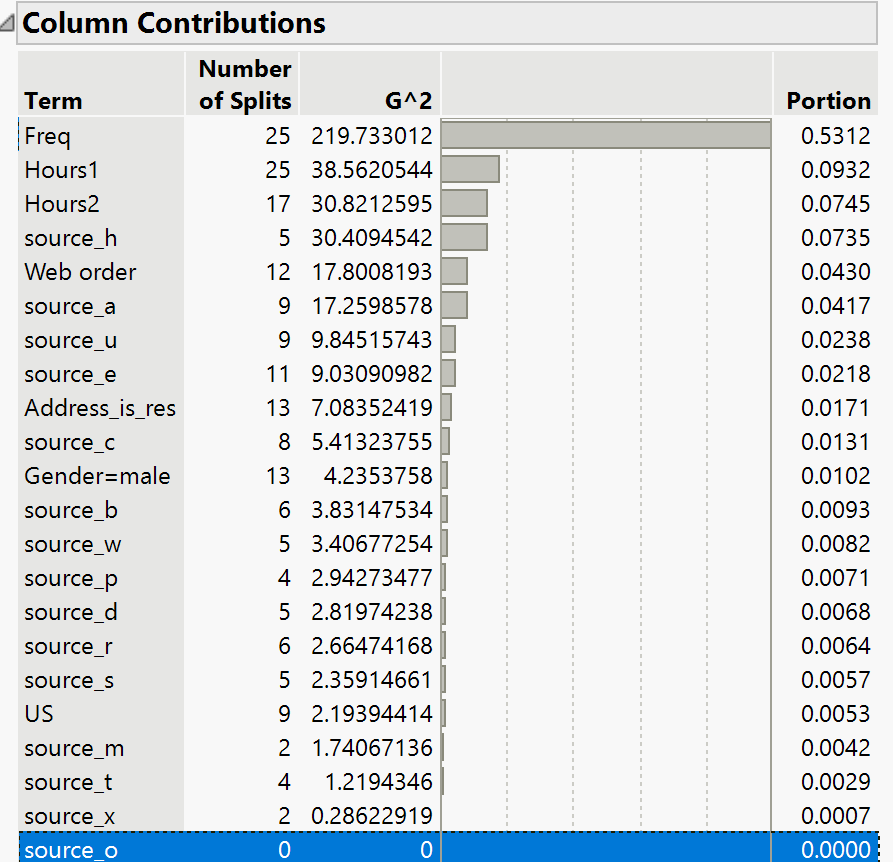 Column Contributions
Term Number of Splits G^2 Portion
Freq 25 219.733012 0.5312
Hours1 25 38.5620544 0.0932
Hours2 17 30.8212595 0.0745
source_h 5 30.4094542 0.0735
Web order 12 17.8008193 0.0430
source_a 9 17.2598578 0.0417
source_u 9 9.84515743 0.0238
source_e 11 9.03090982 0.0218
Address_is_res 13 7.08352419 0.0171
source_c 8 5.41323755 0.0131
Gender=male 13 4.2353758 0.0102
source_b 6 3.83147534 0.0093
source_w 5 3.40677254 0.0082
source_p 4 2.94273477 0.0071
source_d 5 2.81974238 0.0068
source_r 6 2.66474168 0.0064
source_s 5 2.35914661 0.0057
US 9 2.19394414 0.0053
source_m 2 1.74067136 0.0042
source_t 4 1.2194346 0.0029
source_x 2 0.28622919 0.0007
source_o 0 0 0.0000